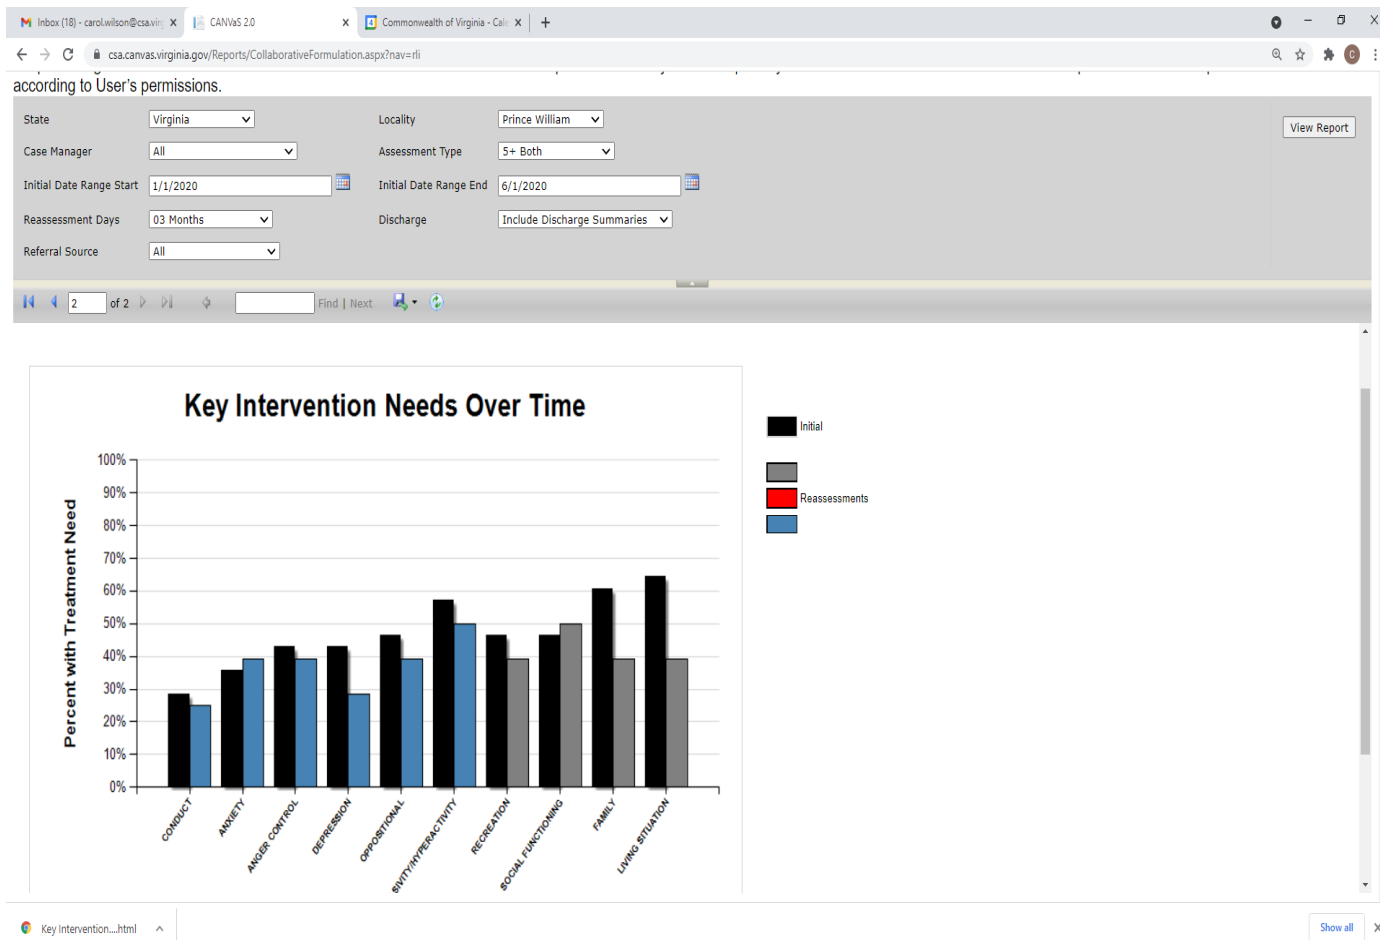 Inbox (18) - carol.wilson@csa.virg
CANVaS 2.0
Commonwealth of Virginia - Cale
csa.canvas.virginia.gov/Reports/CollaborativeFormulation.aspx?nav=rli
C
according to User's permissions.
State Virginia Locality Prince William View Report
Case Manager All Assessment Type 5+ Both
Initial Date Range Start 1/1/2020 Initial Date Range End 6/1/2020
Reassessment Days 03 Months Discharge Include Discharge Summaries
Referral Source All
2 of 2 Find | Next
Key Intervention Needs Over Time
Initial
Reassessments
Percent with Treatment Need
100%
90%
80%
70%
60%
50%
40%
30%
20%
10%
0%
CONDUCT
ANXIETY
ANGER CONTROL
DEPRESSION
OPPOSITIONAL
SIVITY/HYPERACTIVITY
RECREATION
SOCIAL FUNCTIONING
FAMILY
LIVING SITUATION
Key Intervention....html
Show all